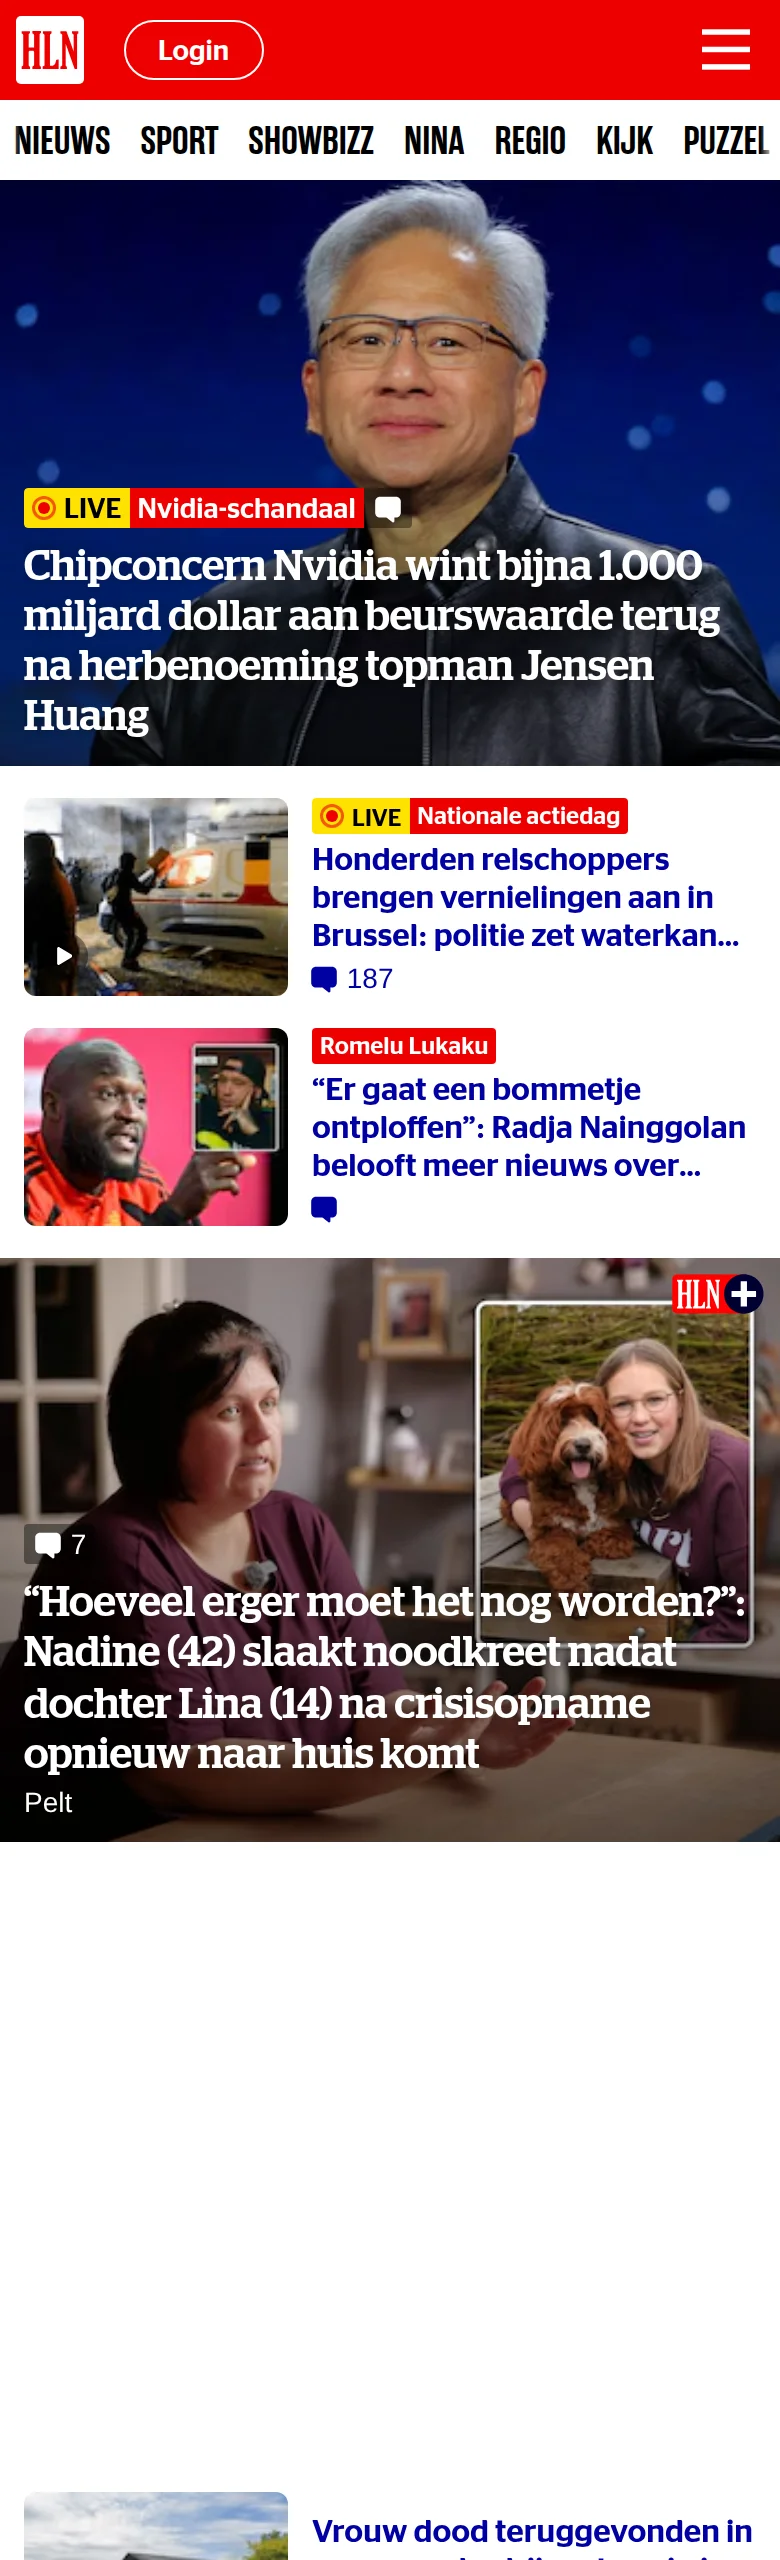 HLN
Login
NIEUWS SPORT SHOWBIZZ NINA REGIO KIJK PUZZEL
LIVE Nvidia-schandaal
Chipconcern Nvidia wint bijna 1.000
miljard dollar aan beurswaarde terug
na herbenoeming topman Jensen
Huang
LIVE Nationale actiedag
Honderden relschoppers
brengen vernielingen aan in
Brussel: politie zet waterkan...
187
Romelu Lukaku
“Er gaat een bommetje
ontploffen”: Radja Nainggolan
belooft meer nieuws over...
HLN+
7
“Hoeveel erger moet het nog worden?”:
Nadine (42) slaakt noodkreet nadat
dochter Lina (14) na crisisopname
opnieuw naar huis komt
Pelt
Vrouw dood teruggevonden in